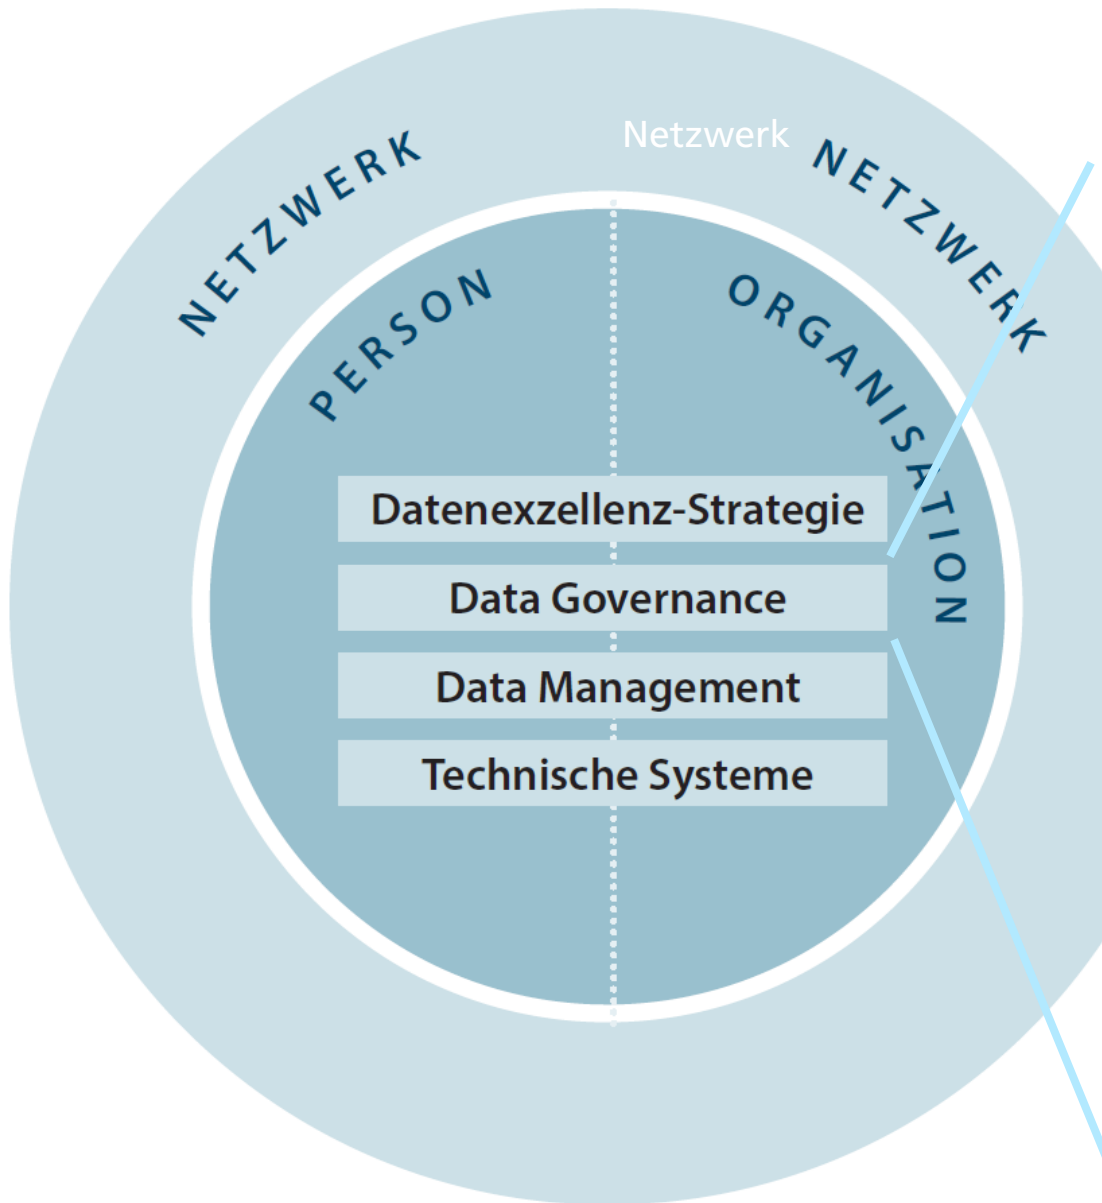 Netzwerk
NETZWERK
NETZWERK
PERSON
ORGANISATION
Datenexzellenz-Strategie
Data Governance
Data Management
Technische Systeme